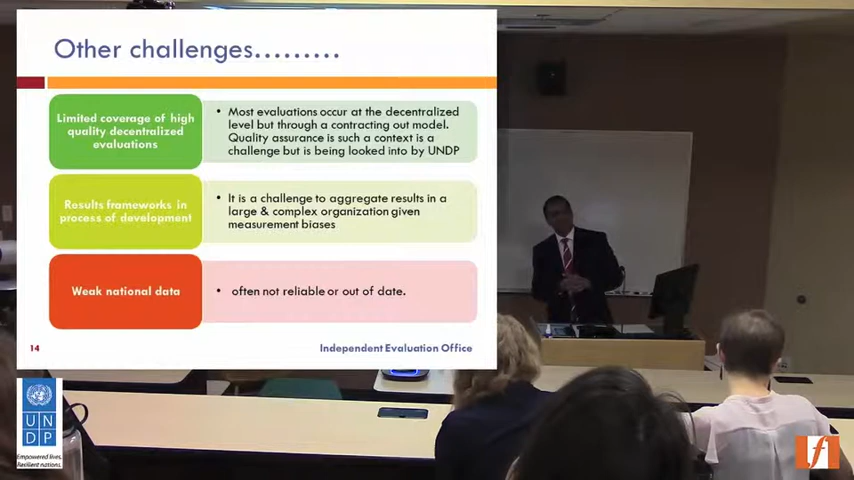 Other challenges.........
Limited coverage of high
quality decentralized
evaluations
• Most evaluations occur at the decentralized
level but through a contracting out model.
Quality assurance is such a context is a
challenge but is being looked into by UNDP
Results frameworks in
process of development
• It is a challenge to aggregate results in a
large & complex organization given
measurement biases
Weak national data
• often not reliable or out of date.
14
Independent Evaluation Office
U N
D P
Empowered lives.
Resilient nations.
f